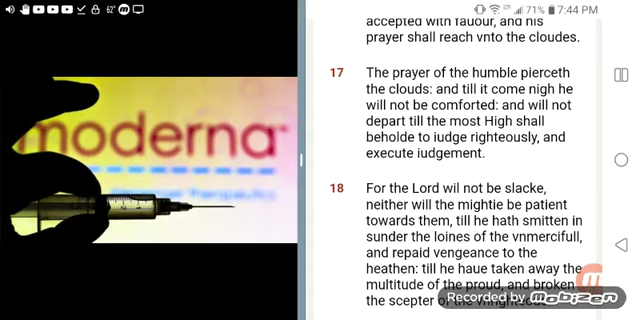 62°
71% 7:44 PM
moderna
accepted with fauour, and his
prayer shall reach vnto the cloudes.
17 The prayer of the humble pierceth
the clouds: and till it come nigh he
will not be comforted: and will not
depart till the most High shall
beholde to iudge righteously, and
execute iudgement.
18 For the Lord wil not be slacke,
neither will the mightie be patient
towards them, till he hath smitten in
sunder the loines of the vnmercifull,
and repaid vengeance to the
heathen: till he haue taken away the
multitude of the proud, and broken
the scepter of the
Recorded by mobizen